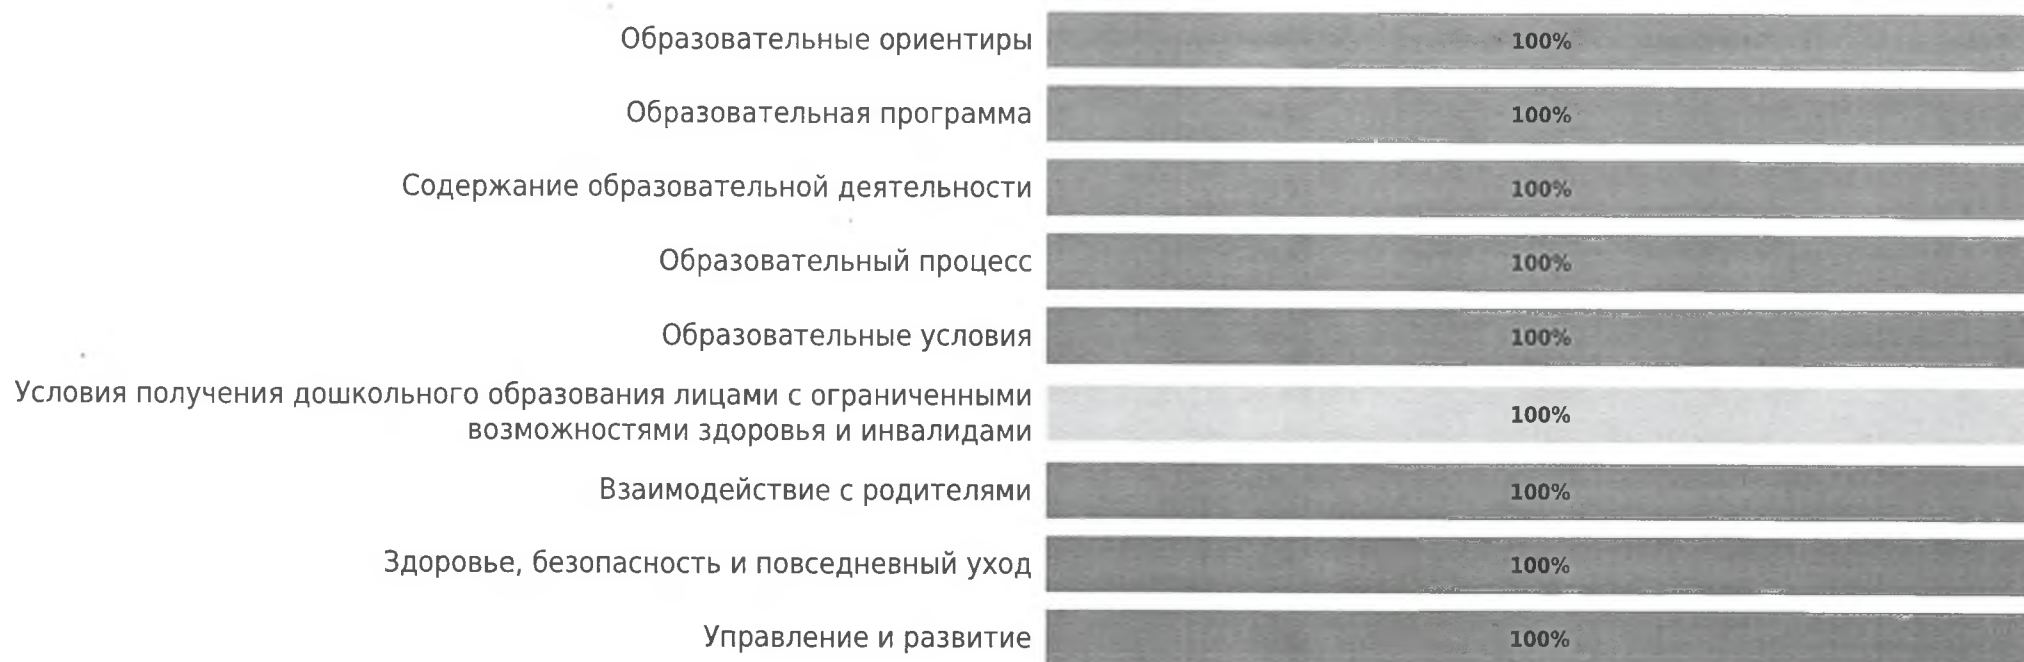 Образовательные ориентиры 100%
Образовательная программа 100%
Содержание образовательной деятельности 100%
Образовательный процесс 100%
Образовательные условия 100%
Условия получения дошкольного образования лицами с ограниченными
возможностями здоровья и инвалидами 100%
Взаимодействие с родителями 100%
Здоровье, безопасность и повседневный уход 100%
Управление и развитие 100%